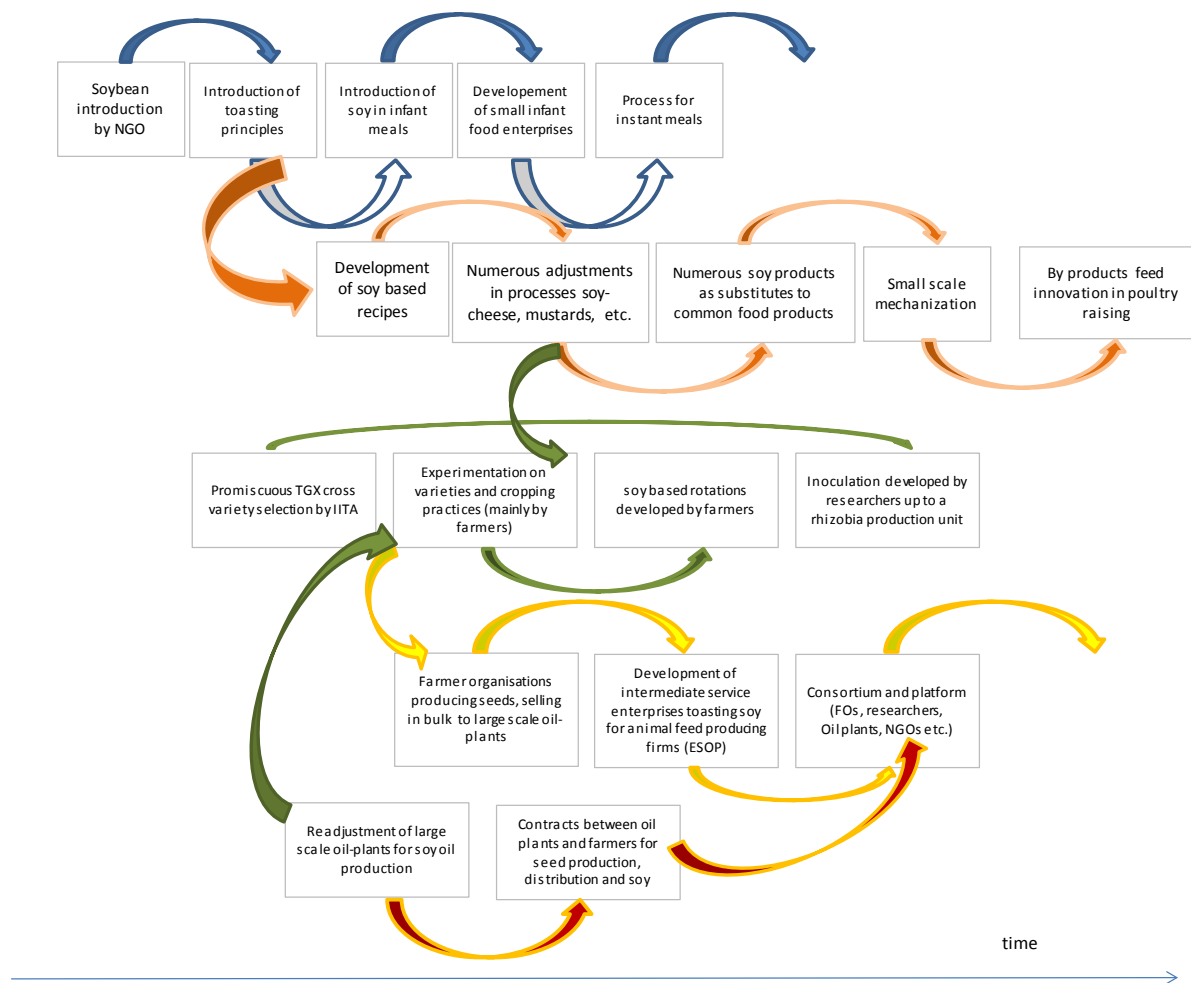 Soybean
introduction
by NGO
Introduction of
toasting
principles
Introduction of
soy in infant
meals
Developement
of small infant
food enterprises
Process for
instant meals
Development
of soy based
recipes
Numerous adjustments
in processes soy-
cheese, mustards, etc.
Numerous soy products
as substitutes to
common food products
Small scale
mechanization
By products feed
innovation in poultry
raising
Promiscuous TGX cross
variety selection by IITA
Experimentation on
varieties and cropping
practices (mainly by
farmers)
soy based rotations
developed by farmers
Inoculation developed by
researchers up to a
rhizobia production unit
Farmer organisations
producing seeds, selling
in bulk to large scale oil-
plants
Development of
intermediate service
enterprises toasting soy
for animal feed producing
firms (ESOP)
Consortium and platform
(FOs, researchers,
Oil plants, NGOs etc.)
Readjustment of large
scale oil-plants for soy oil
production
Contracts between oil
plants and farmers for
seed production,
distribution and soy
time